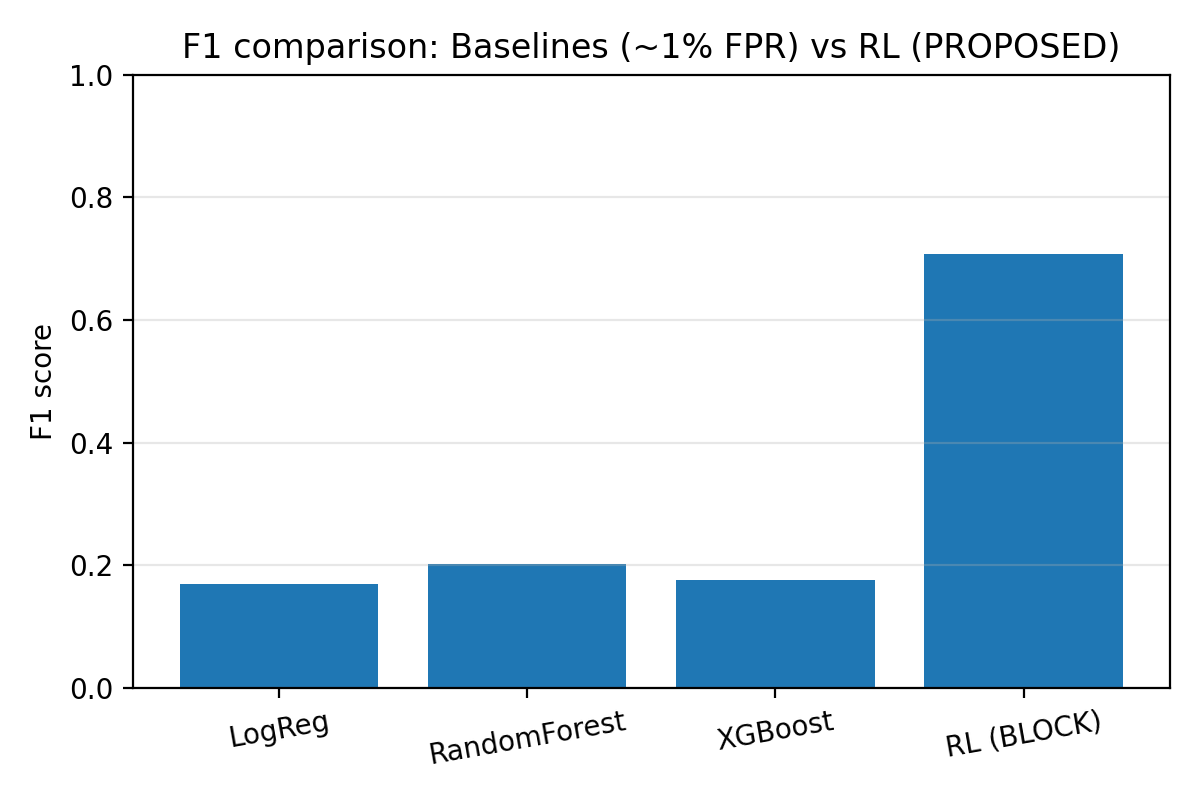 F1 comparison: Baselines (~1% FPR) vs RL (PROPOSED)
1.0
0.8
0.6
0.4
0.2
0.0
F1 score
LogReg
RandomForest
XGBoost
RL (BLOCK)